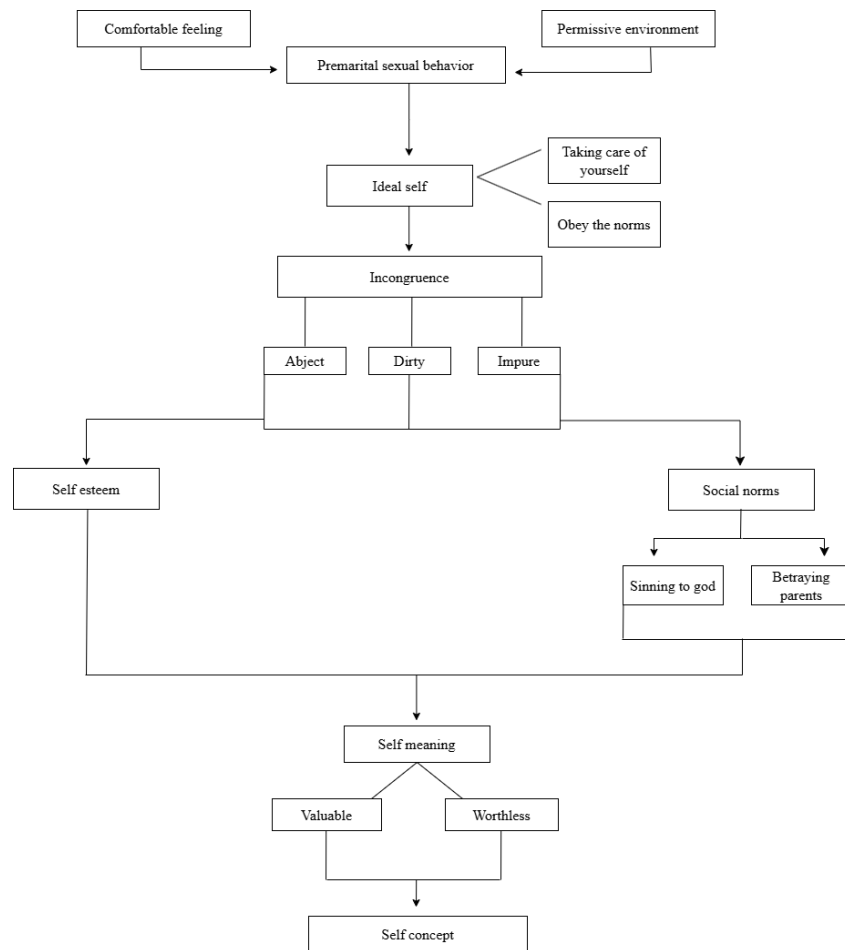 Comfortable feeling
Permissive environment
Premarital sexual behavior
Taking care of
yourself
Ideal self
Obey the norms
Incongruence
Abject
Dirty
Impure
Self esteem
Social norms
Sinning to god
Betraying
parents
Self meaning
Valuable
Worthless
Self concept